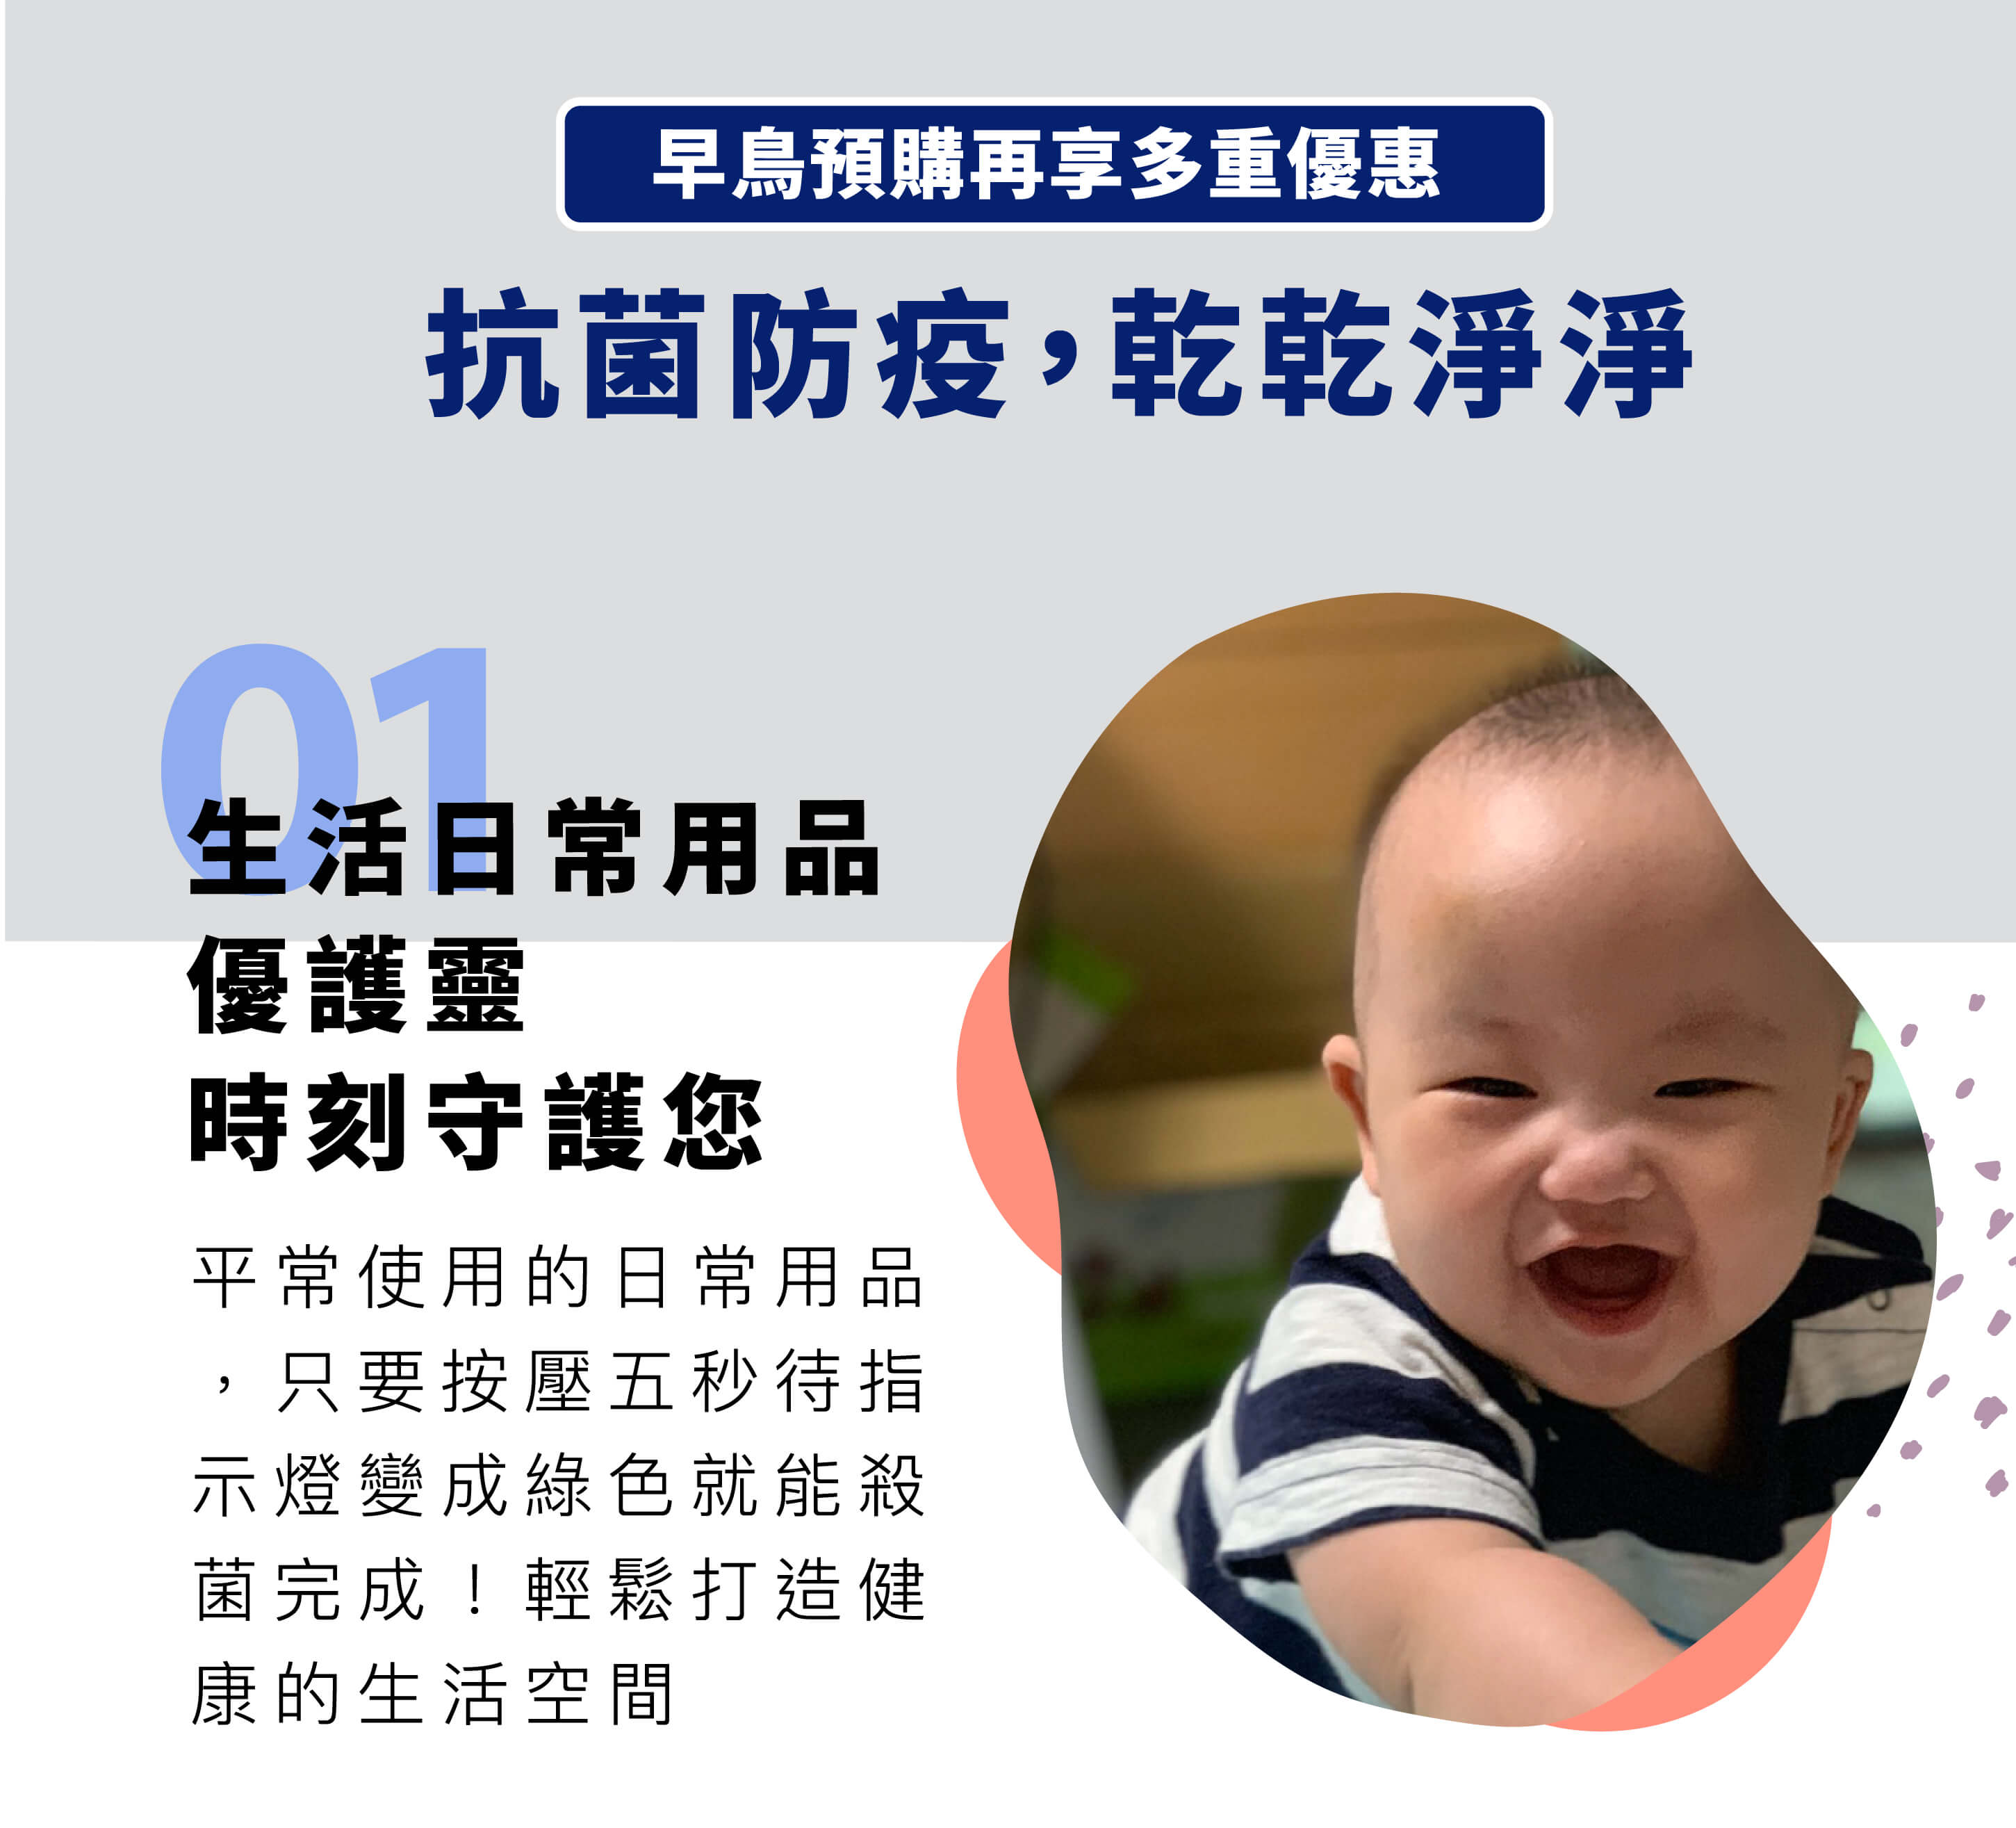 早鳥預購再享多重優惠
抗菌防疫，乾乾淨淨
01
生活日常用品
優護靈
時刻守護您
平常使用的日常用品
，只要按壓五秒待指
示燈變成綠色就能殺
菌完成！輕鬆打造健
康的生活空間